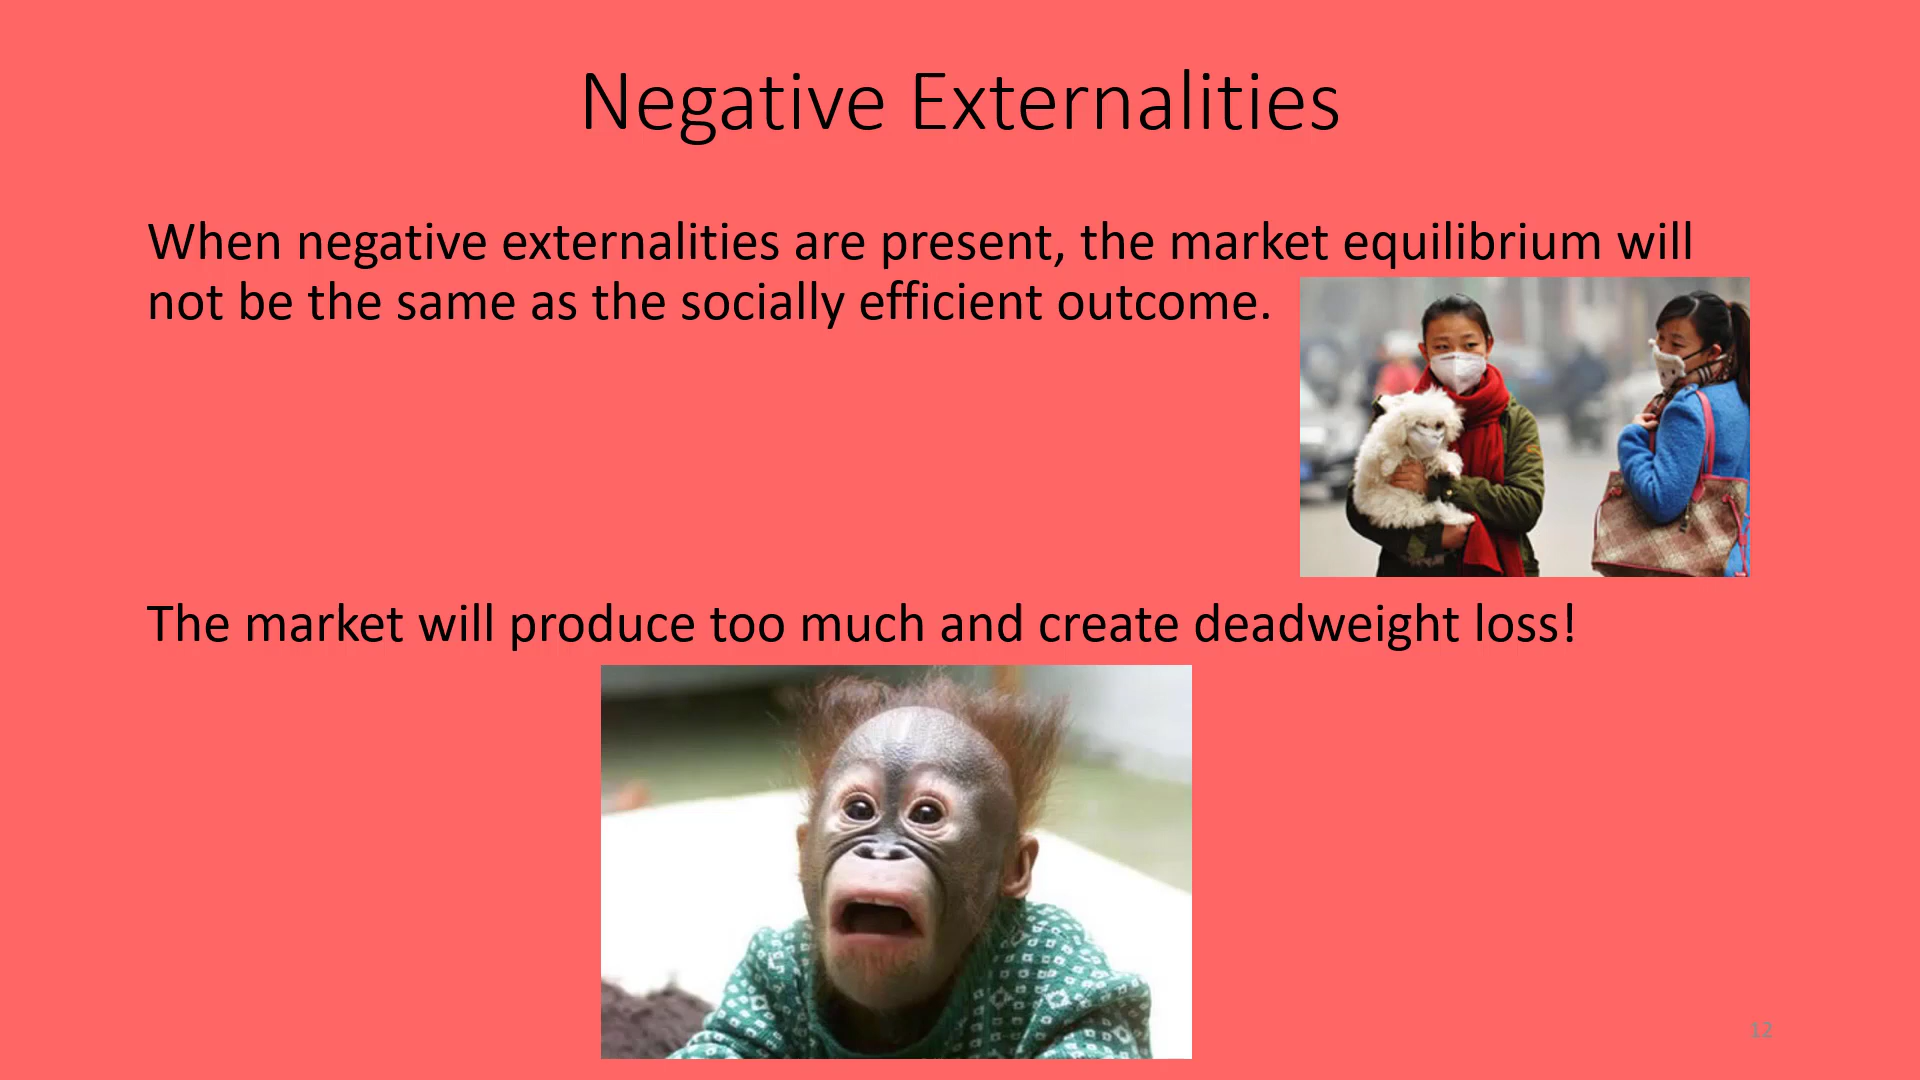 Negative Externalities
When negative externalities are present, the market equilibrium will
not be the same as the socially efficient outcome.
The market will produce too much and create deadweight loss!
12